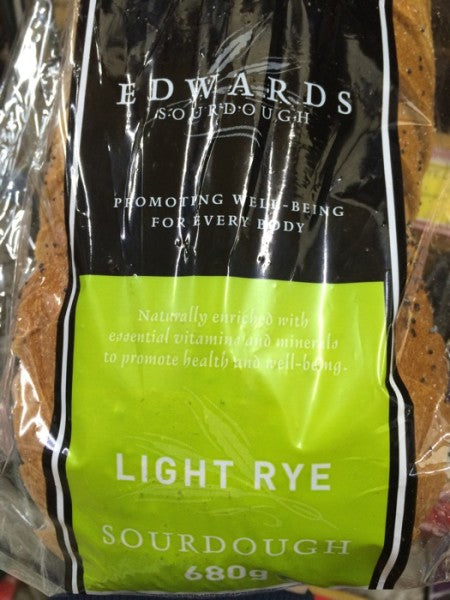 EDWARDS
S·O·U·R·D·O·U·G·H
PROMOTING WELL-BEING
FOR EVERY BODY
Naturally enriched with
essential vitamins and minerals
to promote health and well-being.
LIGHT RYE
SOURDOUGH
680g